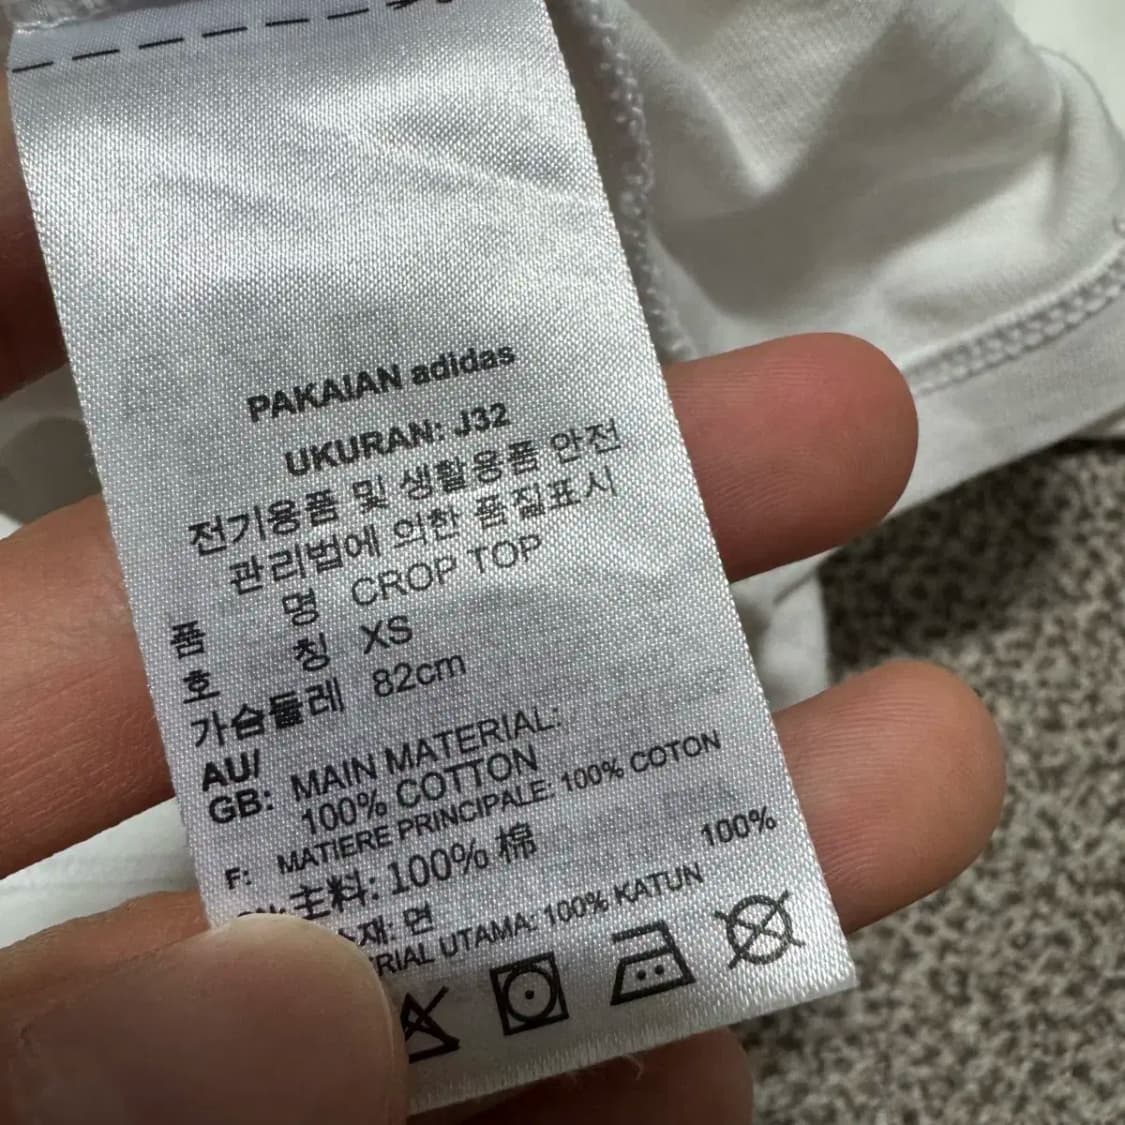 PAKAIAN adidas
UKURAN: J32
전기용품 및 생활용품 안전
관리법에 의한 품질표시
품 명 CROP TOP
호 칭 XS
가슴둘레 82cm
AU/
GB: MAIN MATERIAL:
100% COTTON
F: MATIERE PRINCIPALE: 100% COTON
主料: 100% 棉
재: 면 100%
UTAMA: 100% KATUN